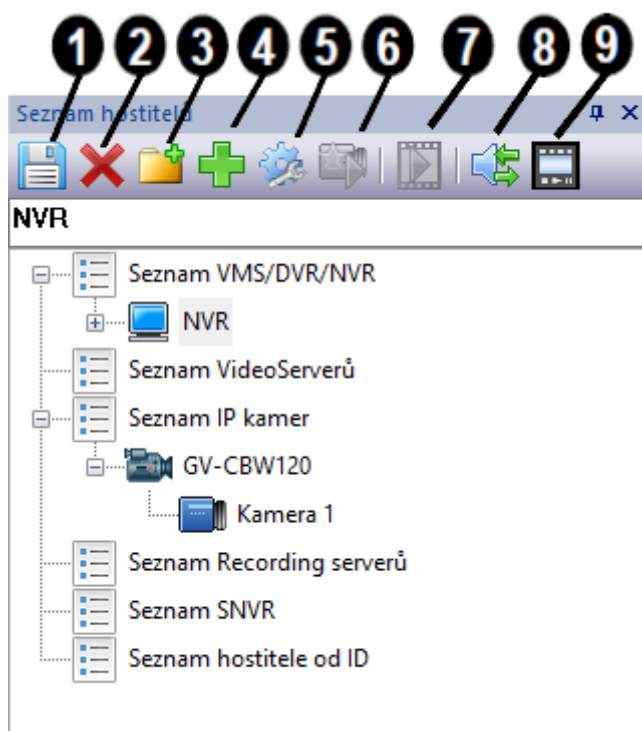 1 2 3 4 5 6 7 8 9
Seznam hostitelů
NVR
Seznam VMS/DVR/NVR
NVR
Seznam VideoServerů
Seznam IP kamer
GV-CBW120
Kamera 1
Seznam Recording serverů
Seznam SNVR
Seznam hostitele od ID